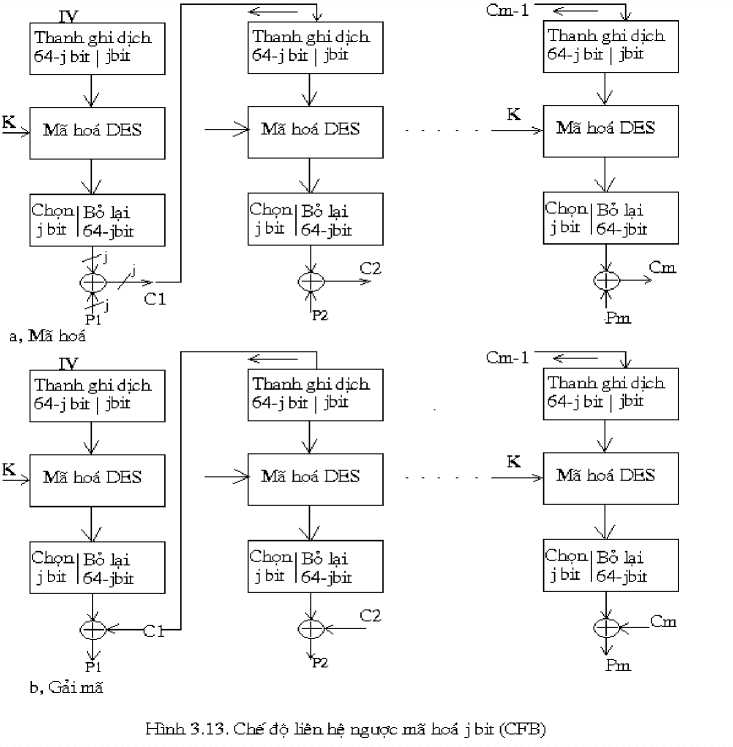 IV
Cm-1
Thanh ghi dịch
64-j bit | jbit
Thanh ghi dịch
64-j bit | jbit
Thanh ghi dịch
64-j bit | jbit
K
Mã hoá DES
Mã hoá DES
. . . . . .
K
Mã hoá DES
Chọn | Bỏ lại
j bit | 64-jbit
Chọn | Bỏ lại
j bit | 64-jbit
Chọn | Bỏ lại
j bit | 64-jbit
j
j
C1
C2
Cm
j
P1
P2
Pm
a, Mã hoá
IV
Cm-1
Thanh ghi dịch
64-j bit | jbit
Thanh ghi dịch
64-j bit | jbit
Thanh ghi dịch
64-j bit | jbit
K
Mã hoá DES
Mã hoá DES
. . . . . .
K
Mã hoá DES
Chọn | Bỏ lại
j bit | 64-jbit
Chọn | Bỏ lại
j bit | 64-jbit
Chọn | Bỏ lại
j bit | 64-jbit
C1
C2
Cm
P1
P2
Pm
b, Gải mã
Hình 3.13. Chế độ liên hệ ngược mã hoá j bit (CFB)